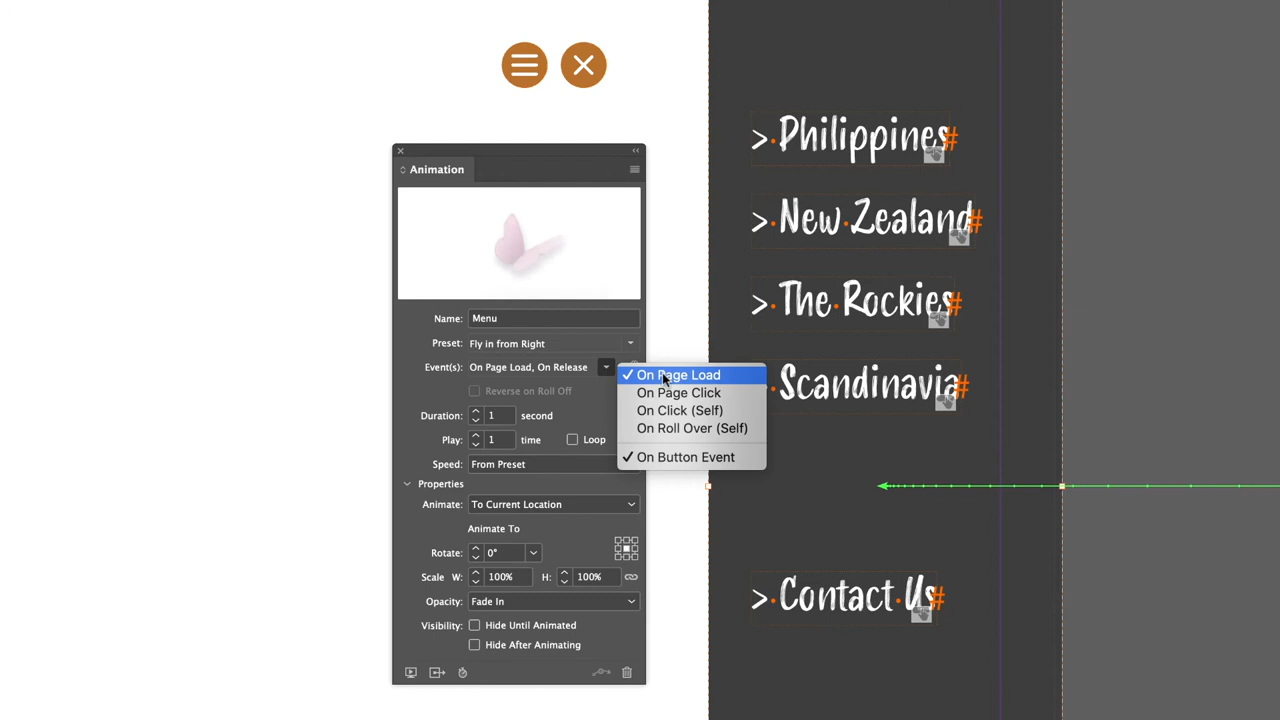 Animation
Name: Menu
Preset: Fly in from Right
Event(s): On Page Load, On Release
Reverse on Roll Off
Duration: 1 second
Play: 1 time Loop
Speed: From Preset
Properties
Animate: To Current Location
Animate To
Rotate: 0°
Scale W: 100% H: 100%
Opacity: Fade In
Visibility: Hide Until Animated
Hide After Animating
✓ On Page Load
On Page Click
On Click (Self)
On Roll Over (Self)
✓ On Button Event
>·Philippines#
>·New·Zealand#
>·The·Rockies#
Scandinavia#
>·Contact·Us#